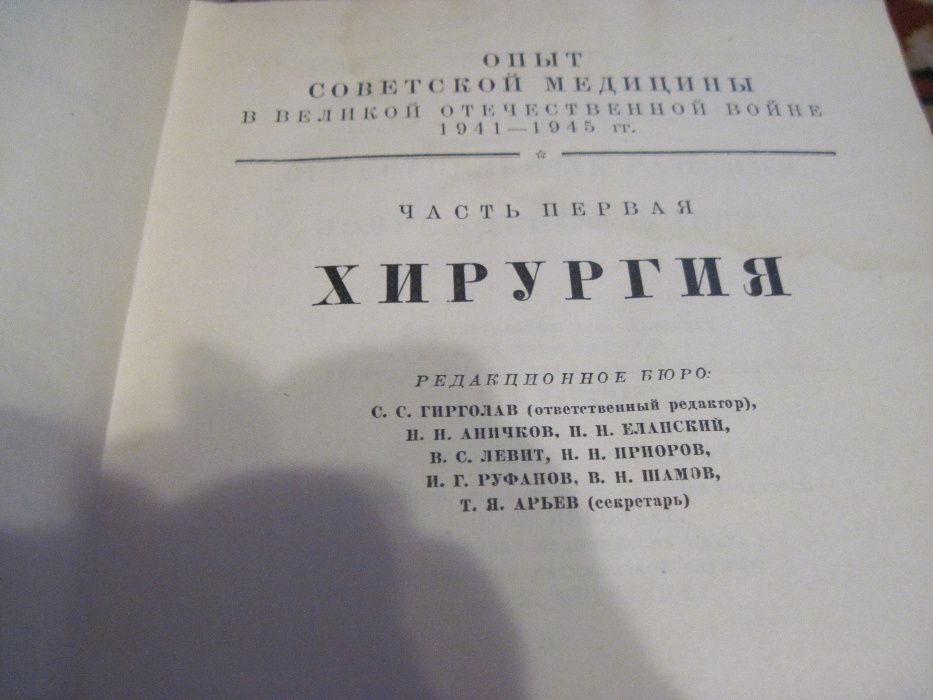 ОПЫТ
СОВЕТСКОЙ МЕДИЦИНЫ
В ВЕЛИКОЙ ОТЕЧЕСТВЕННОЙ ВОЙНЕ
1941—1945 гг.
ЧАСТЬ ПЕРВАЯ
ХИРУРГИЯ
РЕДАКЦИОННОЕ БЮРО:
С. С. ГИРГОЛАВ (ответственный редактор),
Н. Н. АНИЧКОВ, Н. Н. ЕЛАНСКИЙ,
В. С. ЛЕВИТ, Н. Н. ПРИОРОВ,
И. Г. РУФАНОВ, В. Н. ШАМОВ,
Т. Я. АРЬЕВ (секретарь)